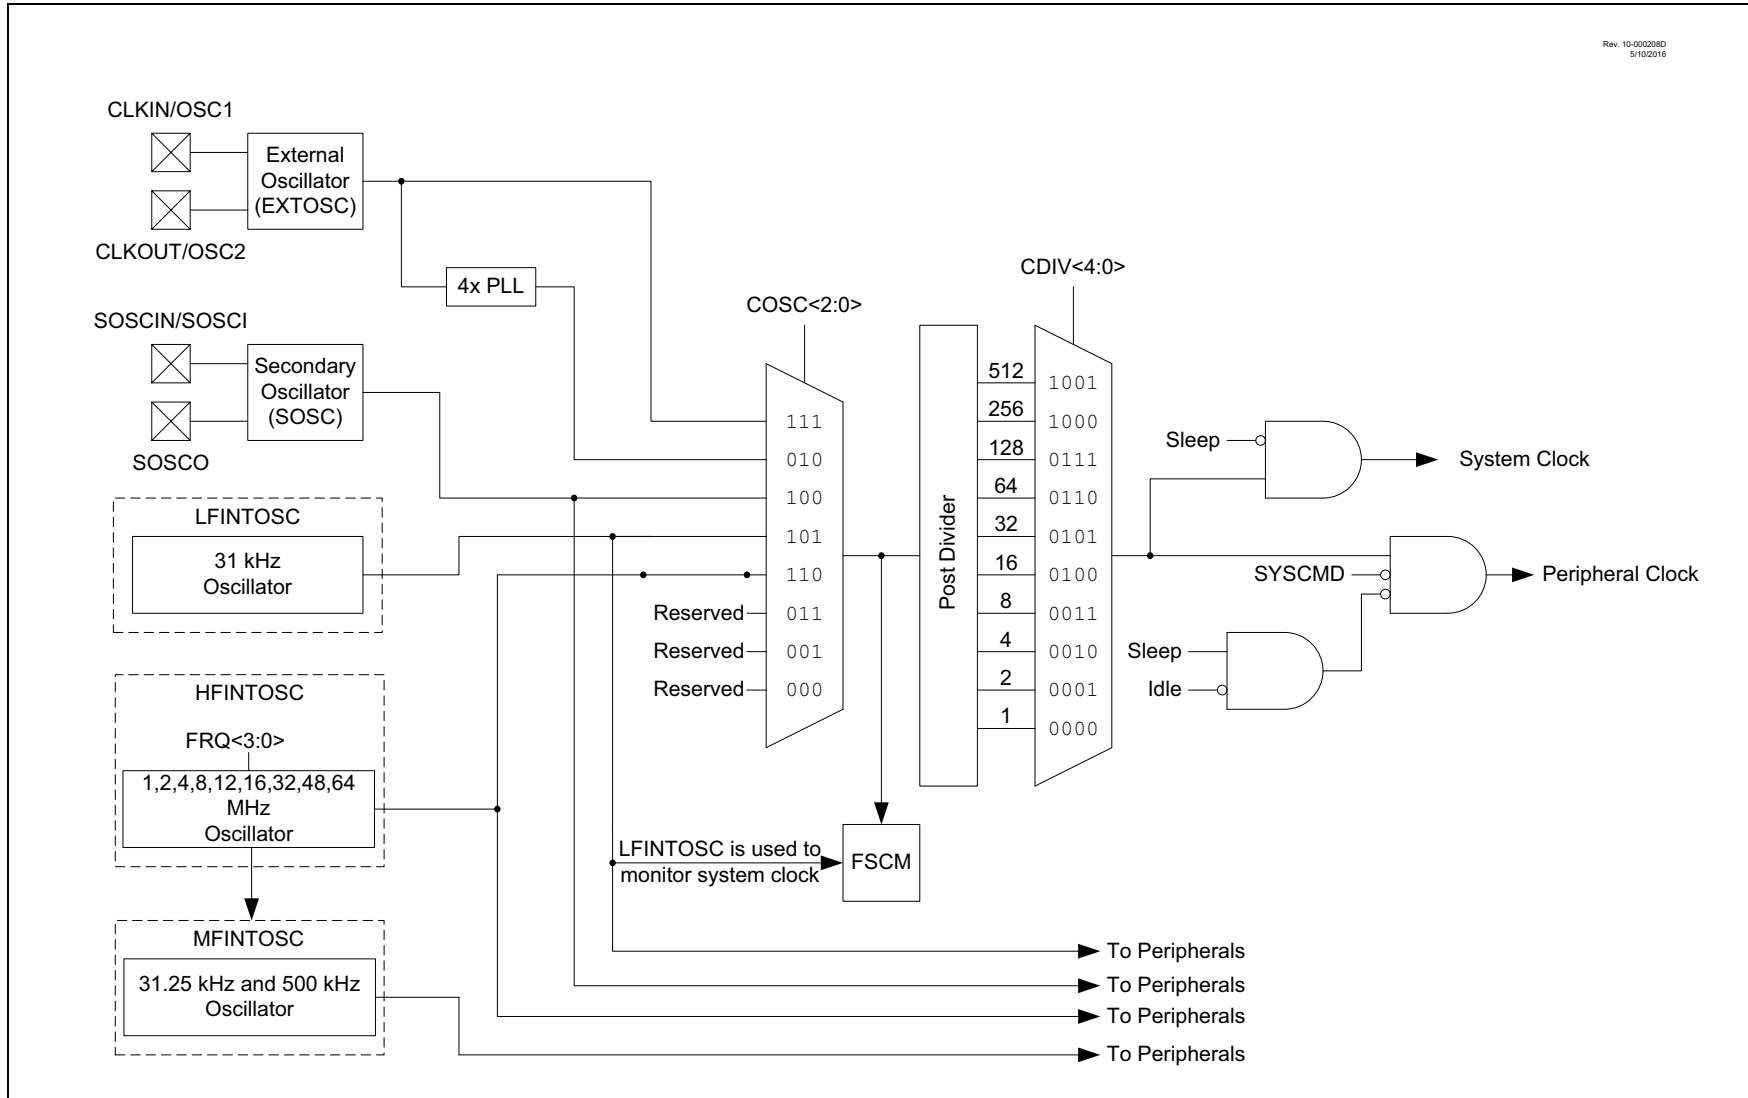 Rev. 10-000208D
5/10/2016
CLKIN/OSC1
External
Oscillator
(EXTOSC)
CLKOUT/OSC2
4x PLL
SOSCIN/SOSCI
Secondary
Oscillator
(SOSC)
SOSCO
LFINTOSC
31 kHz
Oscillator
HFINTOSC
FRQ<3:0>
1,2,4,8,12,16,32,48,64
MHz
Oscillator
MFINTOSC
31.25 kHz and 500 kHz
Oscillator
COSC<2:0>
111
010
100
101
110
Reserved 011
Reserved 001
Reserved 000
LFINTOSC is used to
monitor system clock
FSCM
Post Divider
CDIV<4:0>
512 1001
256 1000
128 0111
64 0110
32 0101
16 0100
8 0011
4 0010
2 0001
1 0000
Sleep
System Clock
SYSCMD
Peripheral Clock
Sleep
Idle
To Peripherals
To Peripherals
To Peripherals
To Peripherals